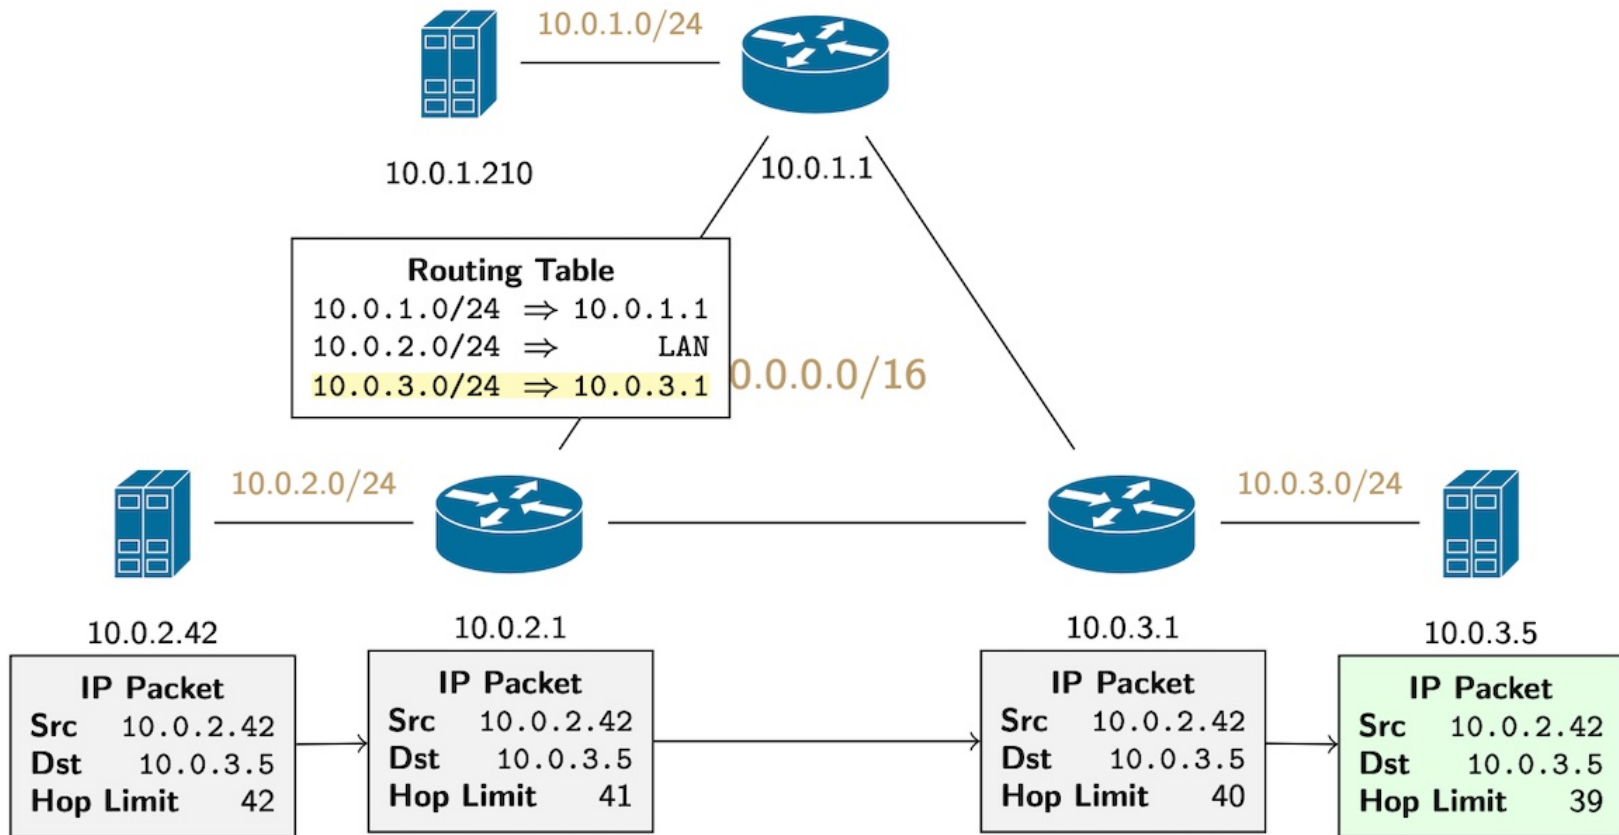 10.0.1.0/24
10.0.1.210
10.0.1.1
Routing Table
10.0.1.0/24 ⇒ 10.0.1.1
10.0.2.0/24 ⇒ LAN
10.0.3.0/24 ⇒ 10.0.3.1
0.0.0.0/16
10.0.2.0/24
10.0.3.0/24
10.0.2.42
10.0.2.1
10.0.3.1
10.0.3.5
IP Packet
Src 10.0.2.42
Dst 10.0.3.5
Hop Limit 42
IP Packet
Src 10.0.2.42
Dst 10.0.3.5
Hop Limit 41
IP Packet
Src 10.0.2.42
Dst 10.0.3.5
Hop Limit 40
IP Packet
Src 10.0.2.42
Dst 10.0.3.5
Hop Limit 39